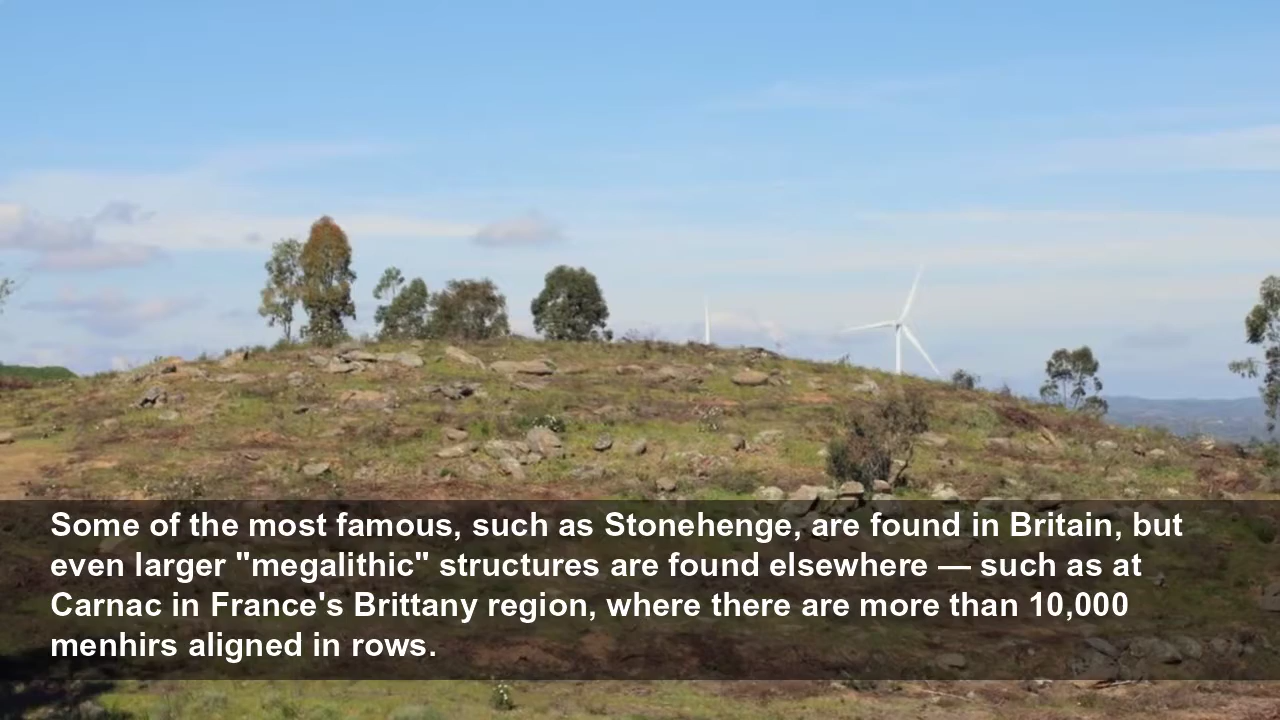 Some of the most famous, such as Stonehenge, are found in Britain, but
even larger "megalithic" structures are found elsewhere — such as at
Carnac in France's Brittany region, where there are more than 10,000
menhirs aligned in rows.